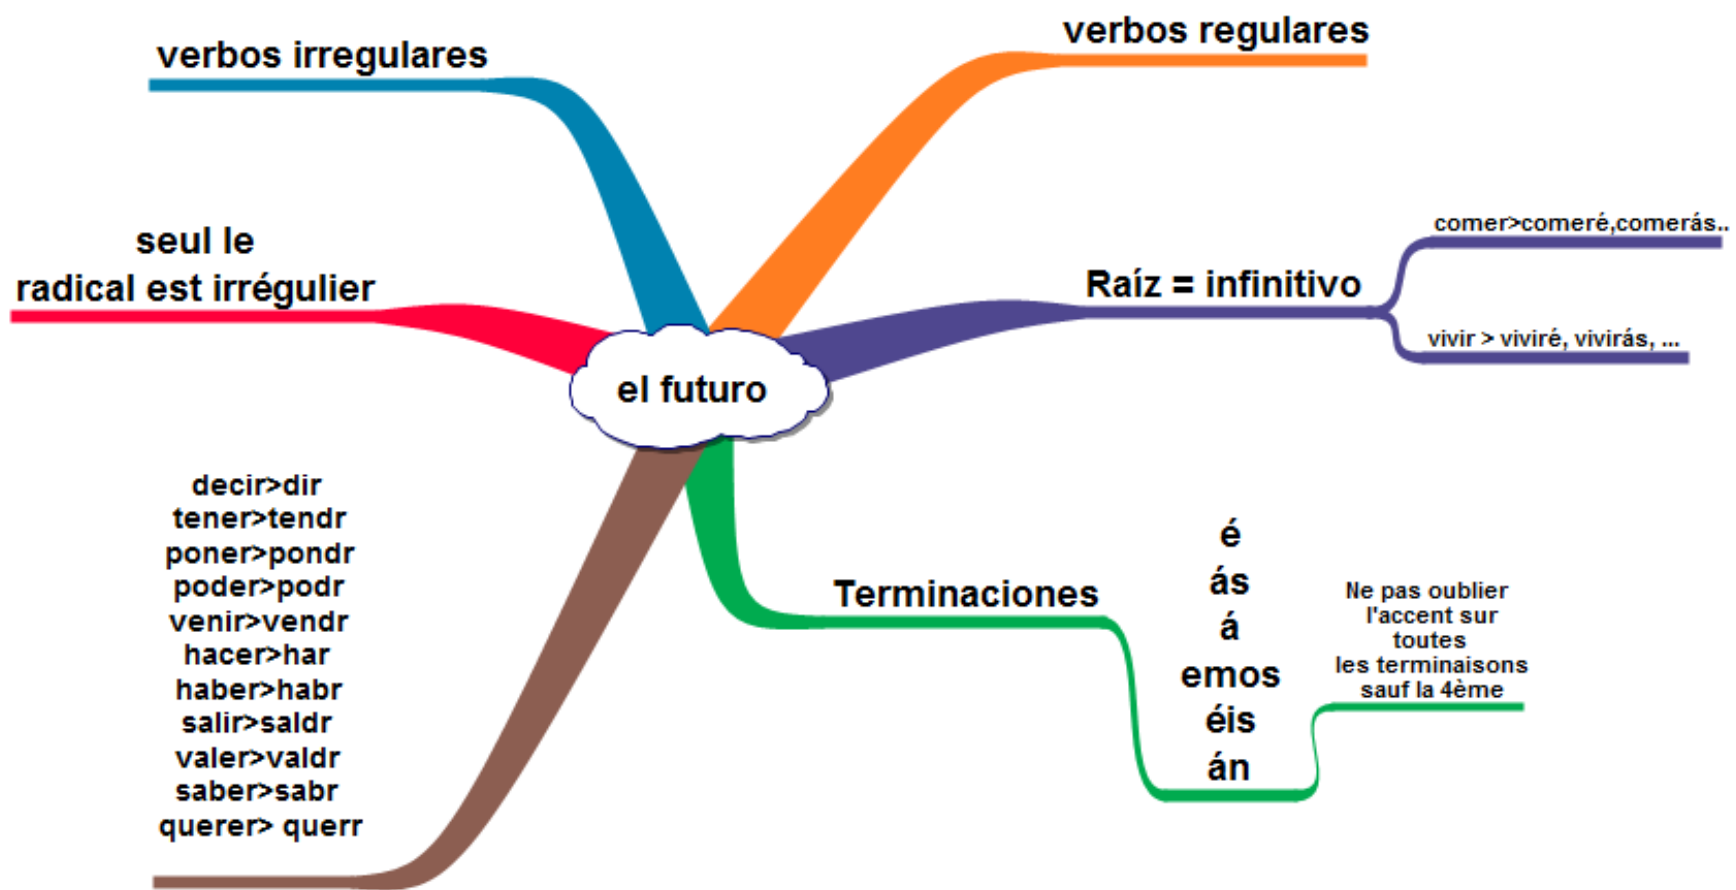 verbos irregulares
verbos regulares
seul le
radical est irrégulier
Raíz = infinitivo
comer>comeré,comerás..
vivir > viviré, vivirás, ...
el futuro
decir>dir
tener>tendr
poner>pondr
poder>podr
venir>vendr
hacer>har
haber>habr
salir>saldr
valer>valdr
saber>sabr
querer> querr
Terminaciones
é
ás
á
emos
éis
án
Ne pas oublier
l'accent sur
toutes
les terminaisons
sauf la 4ème